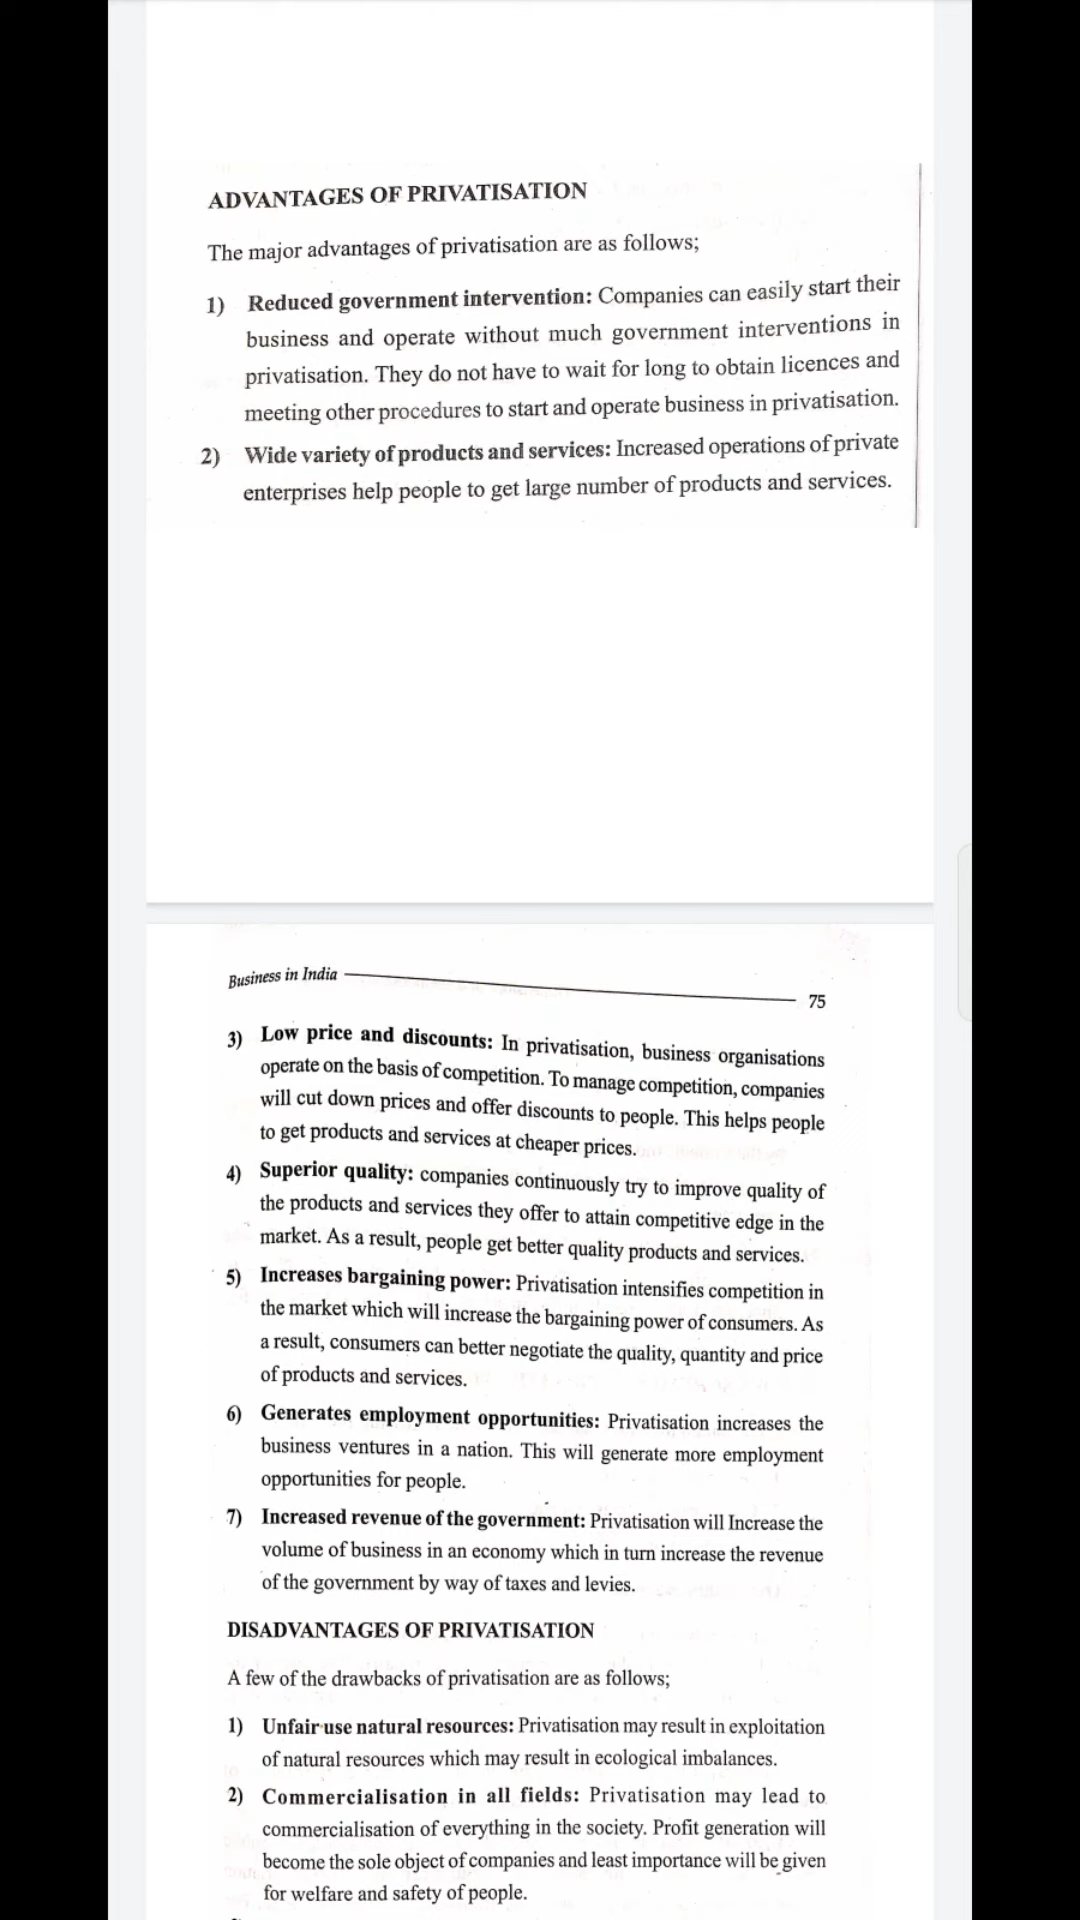 ADVANTAGES OF PRIVATISATION
The major advantages of privatisation are as follows;
1) Reduced government intervention: Companies can easily start their
business and operate without much government interventions in
privatisation. They do not have to wait for long to obtain licences and
meeting other procedures to start and operate business in privatisation.
2) Wide variety of products and services: Increased operations of private
enterprises help people to get large number of products and services.
Business in India 75
3) Low price and discounts: In privatisation, business organisations
operate on the basis of competition. To manage competition, companies
will cut down prices and offer discounts to people. This helps people
to get products and services at cheaper prices.
4) Superior quality: companies continuously try to improve quality of
the products and services they offer to attain competitive edge in the
market. As a result, people get better quality products and services.
5) Increases bargaining power: Privatisation intensifies competition in
the market which will increase the bargaining power of consumers. As
a result, consumers can better negotiate the quality, quantity and price
of products and services.
6) Generates employment opportunities: Privatisation increases the
business ventures in a nation. This will generate more employment
opportunities for people.
7) Increased revenue of the government: Privatisation will Increase the
volume of business in an economy which in turn increase the revenue
of the government by way of taxes and levies.
DISADVANTAGES OF PRIVATISATION
A few of the drawbacks of privatisation are as follows;
1) Unfair use natural resources: Privatisation may result in exploitation
of natural resources which may result in ecological imbalances.
2) Commercialisation in all fields: Privatisation may lead to
commercialisation of everything in the society. Profit generation will
become the sole object of companies and least importance will be given
for welfare and safety of people.